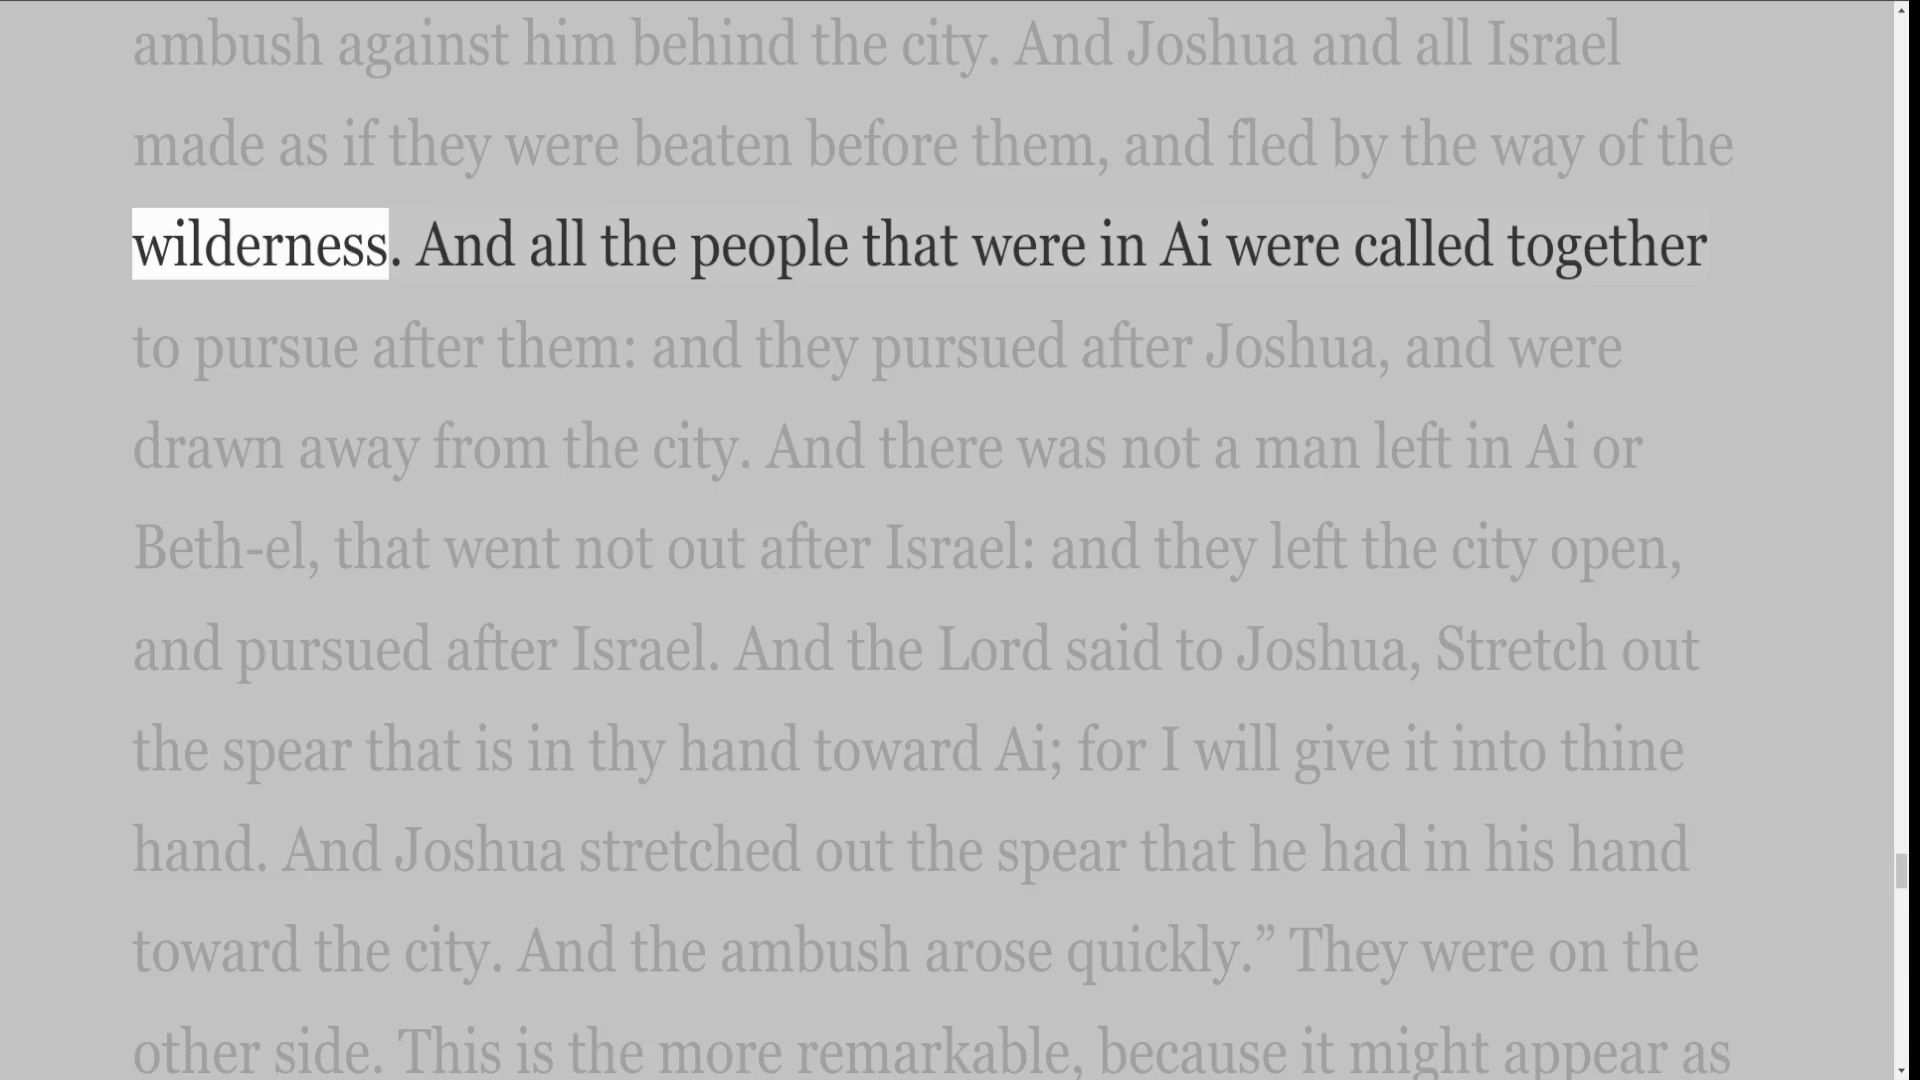 ambush against him behind the city. And Joshua and all Israel
made as if they were beaten before them, and fled by the way of the
wilderness. And all the people that were in Ai were called together
to pursue after them: and they pursued after Joshua, and were
drawn away from the city. And there was not a man left in Ai or
Beth-el, that went not out after Israel: and they left the city open,
and pursued after Israel. And the Lord said to Joshua, Stretch out
the spear that is in thy hand toward Ai; for I will give it into thine
hand. And Joshua stretched out the spear that he had in his hand
toward the city. And the ambush arose quickly.” They were on the
other side. This is the more remarkable, because it might appear as